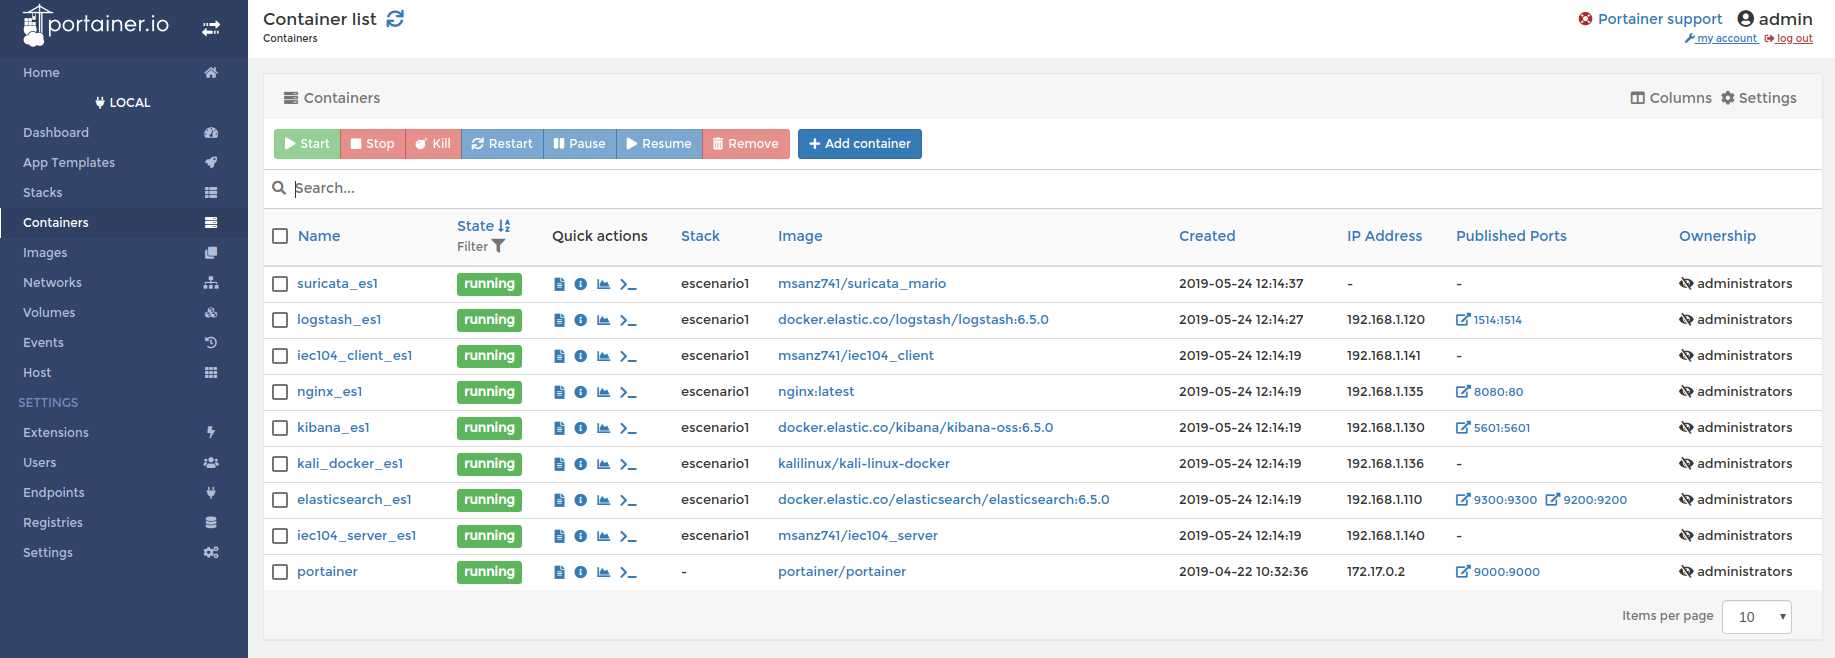 portainer.io
Home
LOCAL
Dashboard
App Templates
Stacks
Containers
Images
Networks
Volumes
Events
Host
SETTINGS
Extensions
Users
Endpoints
Registries
Settings
Container list
Containers
Portainer support admin
my account log out
Containers
Columns Settings
Start Stop Kill Restart Pause Resume Remove + Add container
Search...
Name State Filter Quick actions Stack Image Created IP Address Published Ports Ownership
suricata_es1 running escenario1 msanz741/suricata_mario 2019-05-24 12:14:37 - - administrators
logstash_es1 running escenario1 docker.elastic.co/logstash/logstash:6.5.0 2019-05-24 12:14:27 192.168.1.120 1514:1514 administrators
iec104_client_es1 running escenario1 msanz741/iec104_client 2019-05-24 12:14:19 192.168.1.141 - administrators
nginx_es1 running escenario1 nginx:latest 2019-05-24 12:14:19 192.168.1.135 8080:80 administrators
kibana_es1 running escenario1 docker.elastic.co/kibana/kibana-oss:6.5.0 2019-05-24 12:14:19 192.168.1.130 5601:5601 administrators
kali_docker_es1 running escenario1 kalilinux/kali-linux-docker 2019-05-24 12:14:19 192.168.1.136 - administrators
elasticsearch_es1 running escenario1 docker.elastic.co/elasticsearch/elasticsearch:6.5.0 2019-05-24 12:14:19 192.168.1.110 9300:9300 9200:9200 administrators
iec104_server_es1 running escenario1 msanz741/iec104_server 2019-05-24 12:14:19 192.168.1.140 - administrators
portainer running - portainer/portainer 2019-04-22 10:32:36 172.17.0.2 9000:9000 administrators
Items per page 10